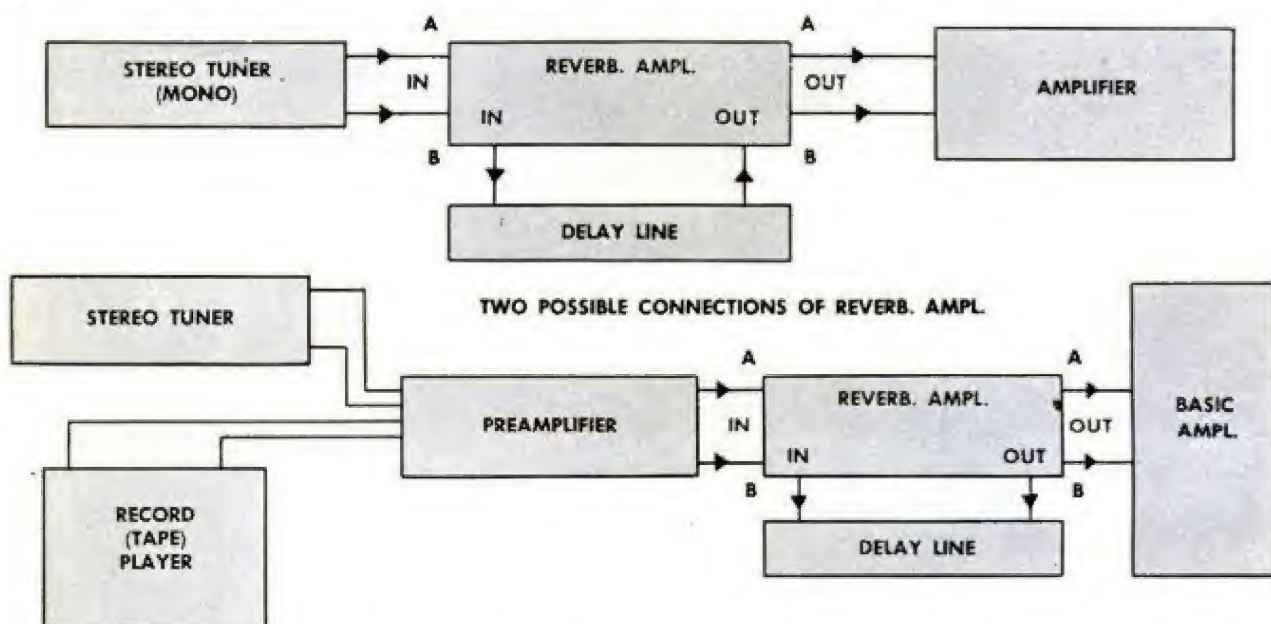 A
A
STEREO TUNER
(MONO)
IN
REVERB. AMPL.
OUT
AMPLIFIER
IN
OUT
B
B
DELAY LINE
STEREO TUNER
TWO POSSIBLE CONNECTIONS OF REVERB. AMPL.
A
A
PREAMPLIFIER
IN
REVERB. AMPL.
OUT
BASIC
AMPL.
IN
OUT
B
B
DELAY LINE
RECORD
(TAPE)
PLAYER